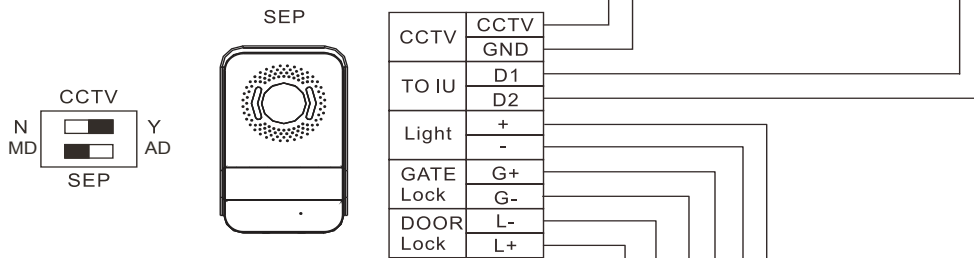 SEP
CCTV
N Y
MD AD
SEP
CCTV CCTV
GND
TO IU D1
D2
Light +
-
GATE Lock G+
G-
DOOR Lock L-
L+